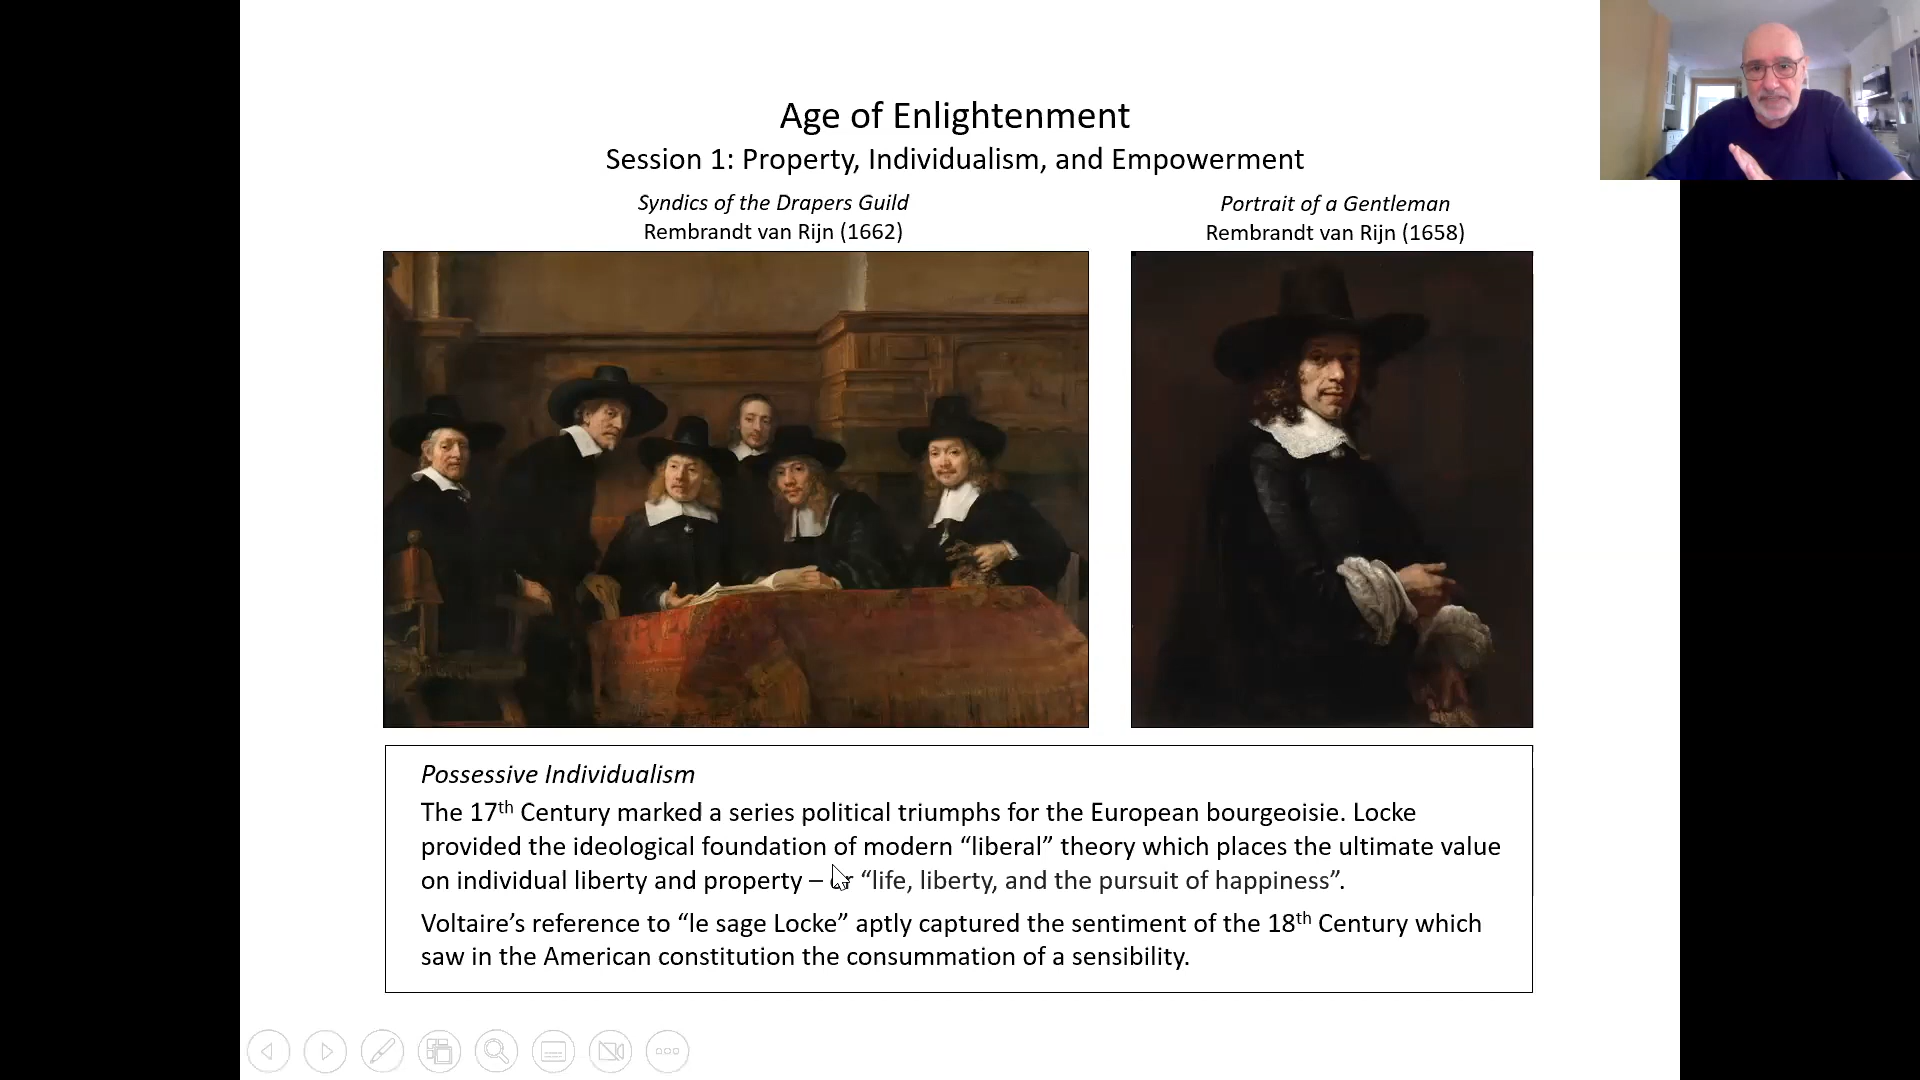 Age of Enlightenment
Session 1: Property, Individualism, and Empowerment
Syndics of the Drapers Guild
Rembrandt van Rijn (1662)
Portrait of a Gentleman
Rembrandt van Rijn (1658)
Possessive Individualism
The 17th Century marked a series political triumphs for the European bourgeoisie. Locke
provided the ideological foundation of modern “liberal” theory which places the ultimate value
on individual liberty and property – “life, liberty, and the pursuit of happiness”.
Voltaire’s reference to “le sage Locke” aptly captured the sentiment of the 18th Century which
saw in the American constitution the consummation of a sensibility.